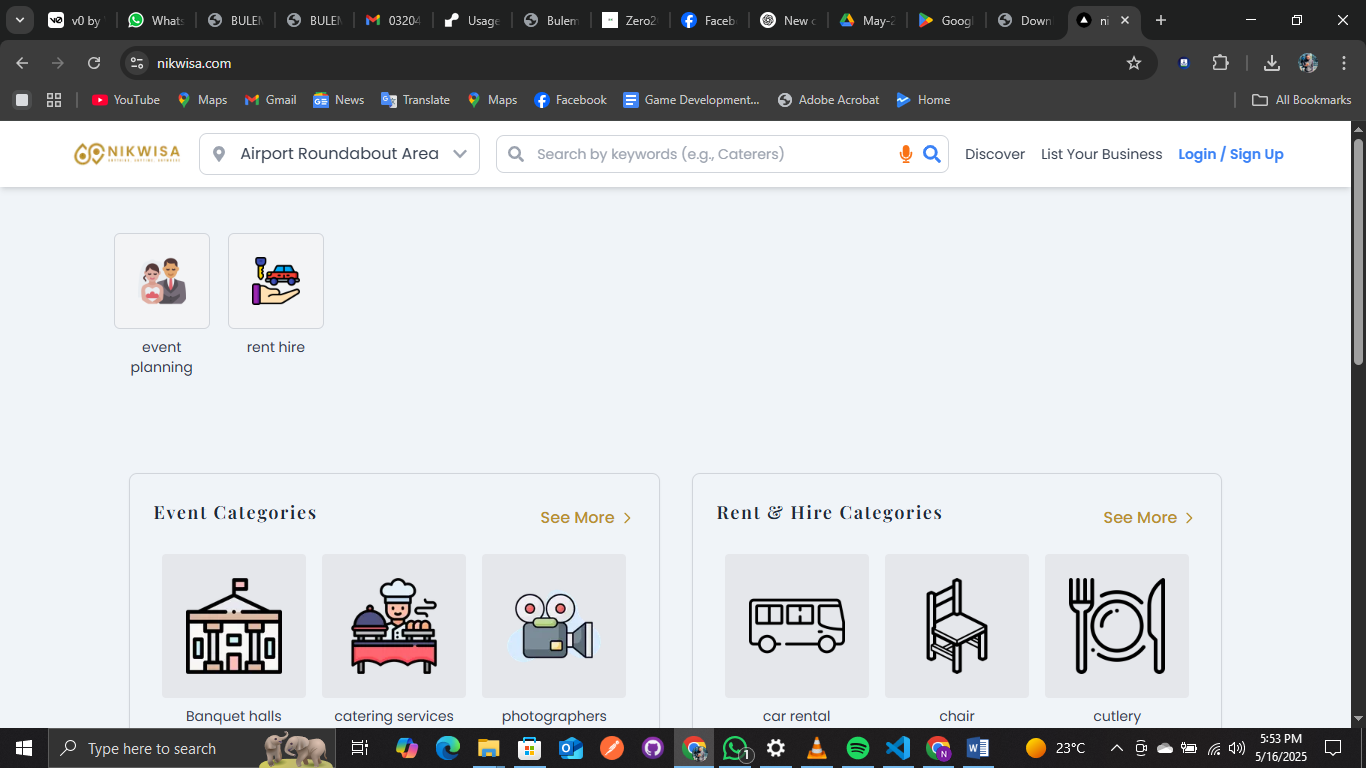 v0 by
Whats
BULEM
BULEM
03204
Usage
Bulem
Zero2
Faceb
New c
May-2
Googl
Down
ni
nikwisa.com
YouTube
Maps
Gmail
News
Translate
Maps
Facebook
Game Development...
Adobe Acrobat
Home
All Bookmarks
NIKWISA
Airport Roundabout Area
Search by keywords (e.g., Caterers)
Discover
List Your Business
Login / Sign Up
event
planning
rent hire
Event Categories
See More
Banquet halls
catering services
photographers
Rent & Hire Categories
See More
car rental
chair
cutlery
Type here to search
1
N
23°C
5:53 PM
5/16/2025